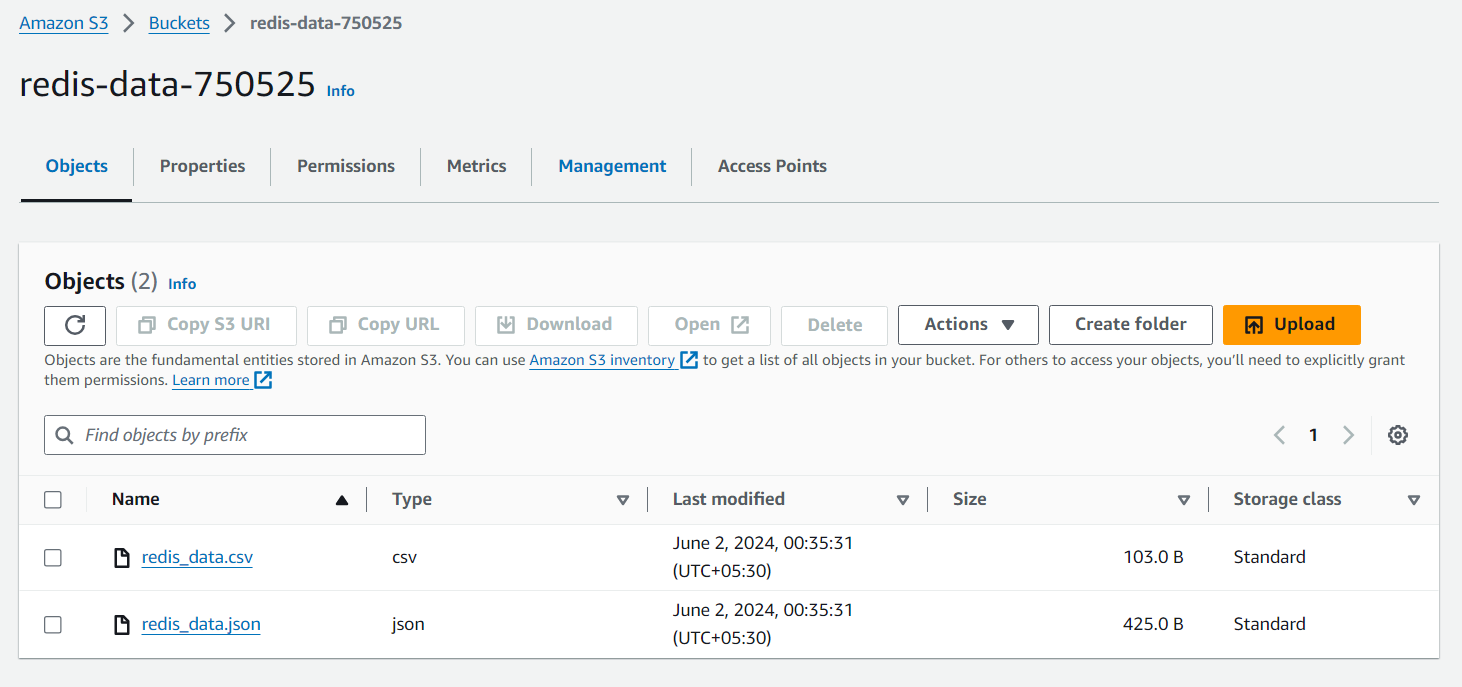 Amazon S3 > Buckets > redis-data-750525
redis-data-750525 Info
Objects Properties Permissions Metrics Management Access Points
Objects (2) Info
Copy S3 URI Copy URL Download Open Delete Actions Create folder Upload
Objects are the fundamental entities stored in Amazon S3. You can use Amazon S3 inventory to get a list of all objects in your bucket. For others to access your objects, you’ll need to explicitly grant
them permissions. Learn more
Find objects by prefix
1
Name Type Last modified Size Storage class
redis_data.csv csv June 2, 2024, 00:35:31 103.0 B Standard
(UTC+05:30)
redis_data.json json June 2, 2024, 00:35:31 425.0 B Standard
(UTC+05:30)